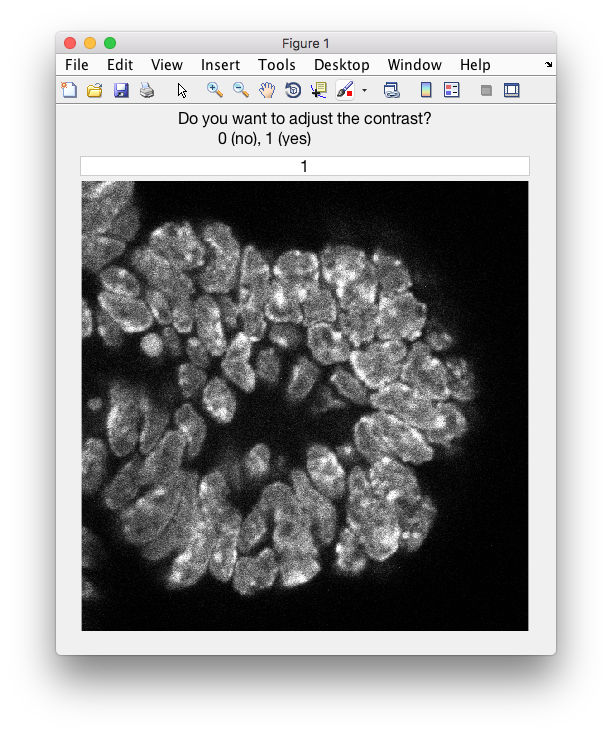 Figure 1
File Edit View Insert Tools Desktop Window Help
Do you want to adjust the contrast?
0 (no), 1 (yes)
1